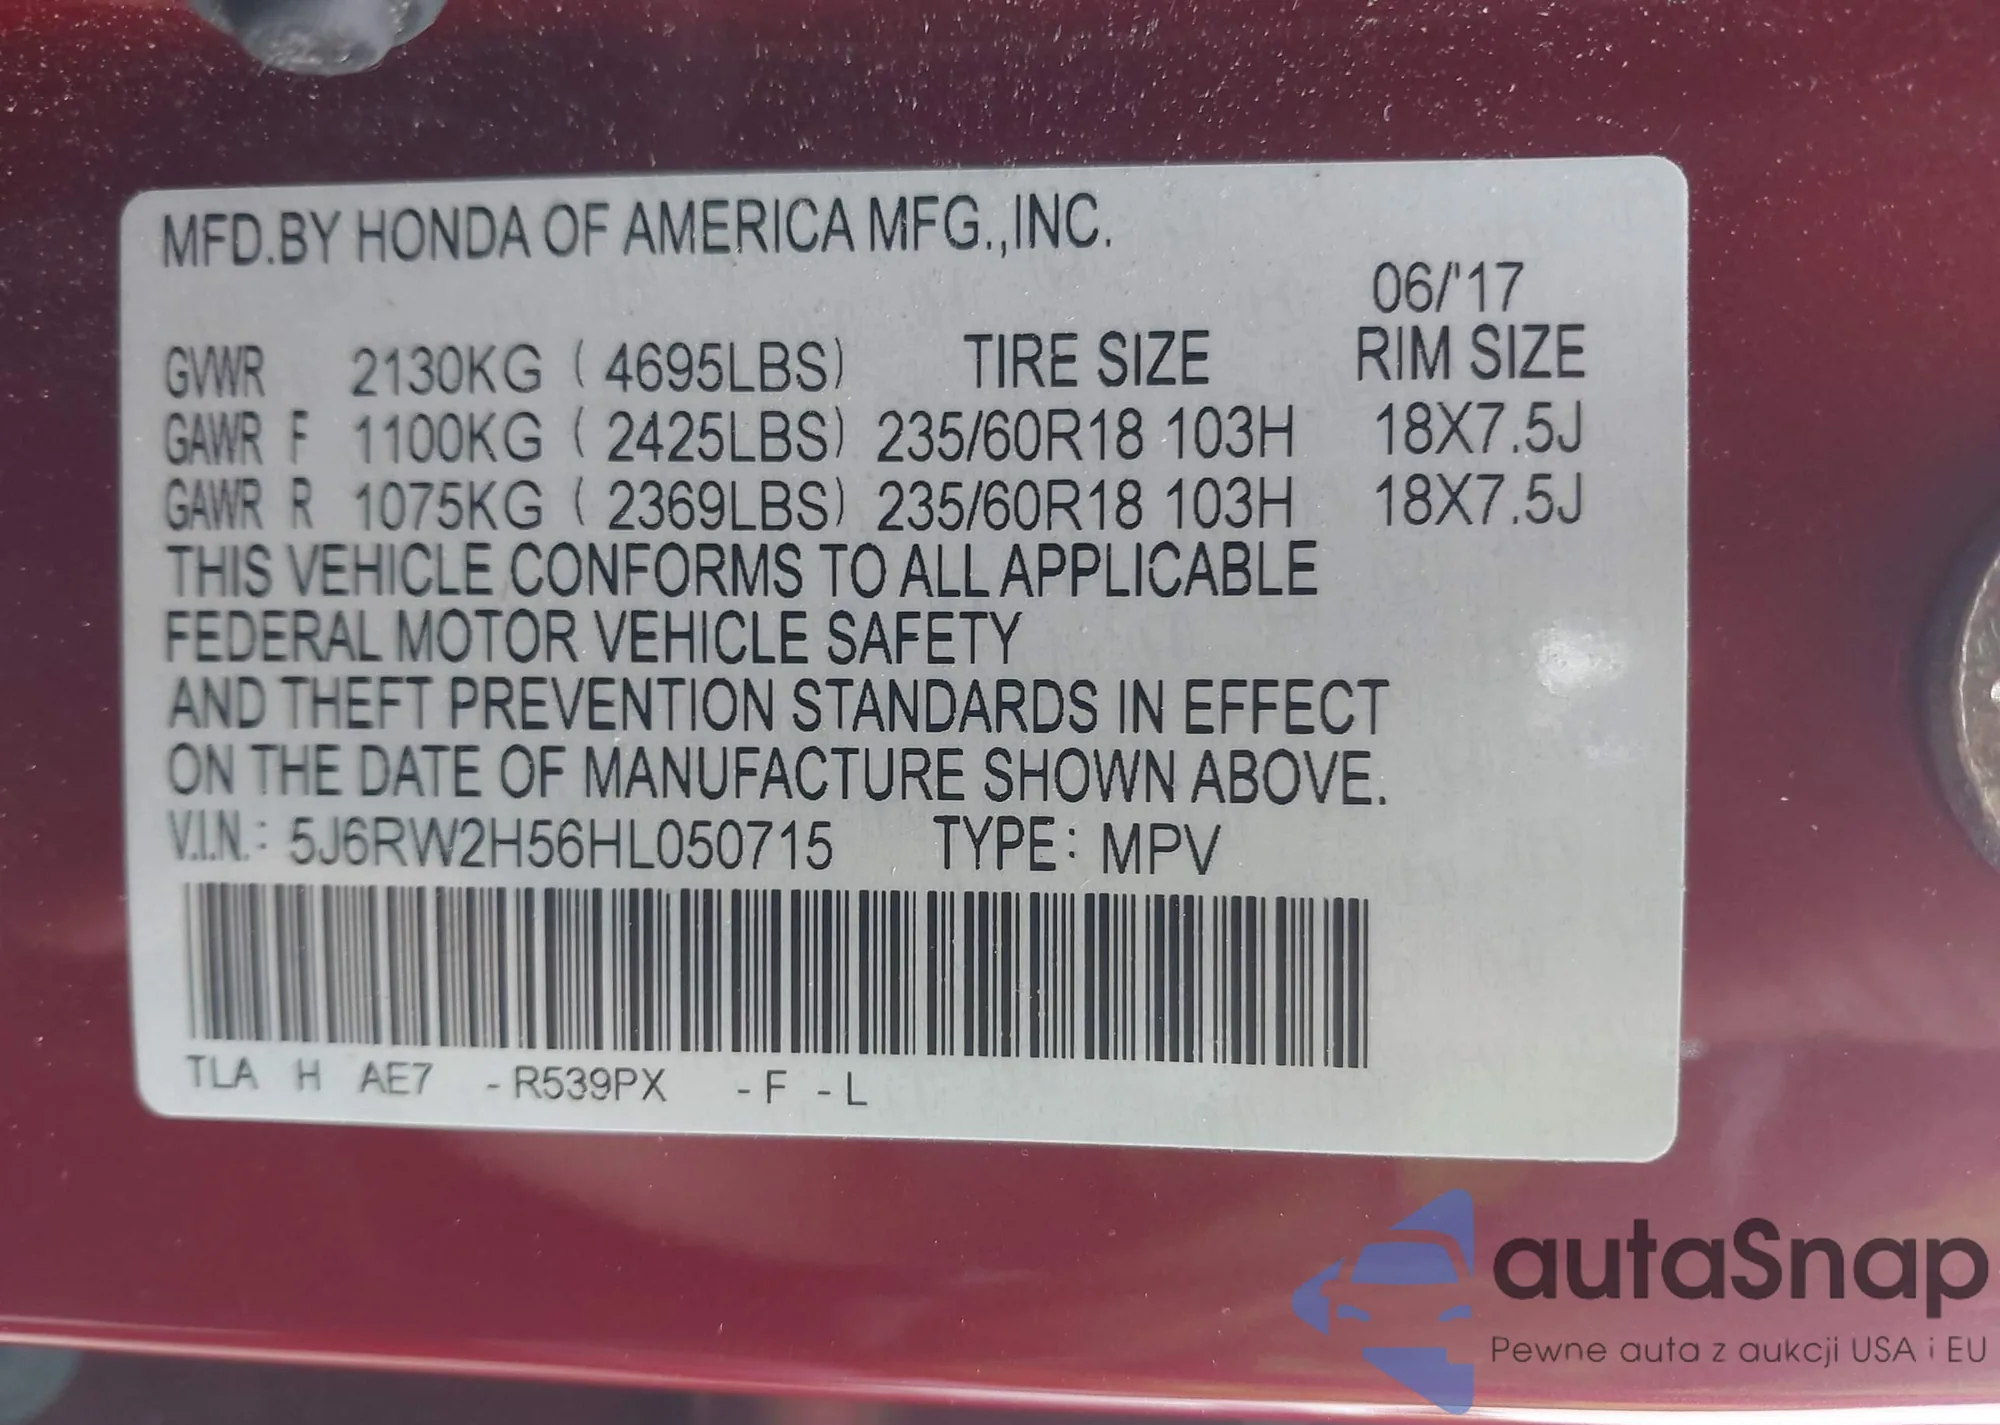 MFD.BY HONDA OF AMERICA MFG.,INC.
06/'17
GVWR 2130KG ( 4695LBS) TIRE SIZE RIM SIZE
GAWR F 1100KG ( 2425LBS) 235/60R18 103H 18X7.5J
GAWR R 1075KG ( 2369LBS) 235/60R18 103H 18X7.5J
THIS VEHICLE CONFORMS TO ALL APPLICABLE
FEDERAL MOTOR VEHICLE SAFETY
AND THEFT PREVENTION STANDARDS IN EFFECT
ON THE DATE OF MANUFACTURE SHOWN ABOVE.
V.I.N.: 5J6RW2H56HL050715 TYPE: MPV
TLA H AE7 -R539PX -F -L
autaSnap
Pewne auta z aukcji USA i EU